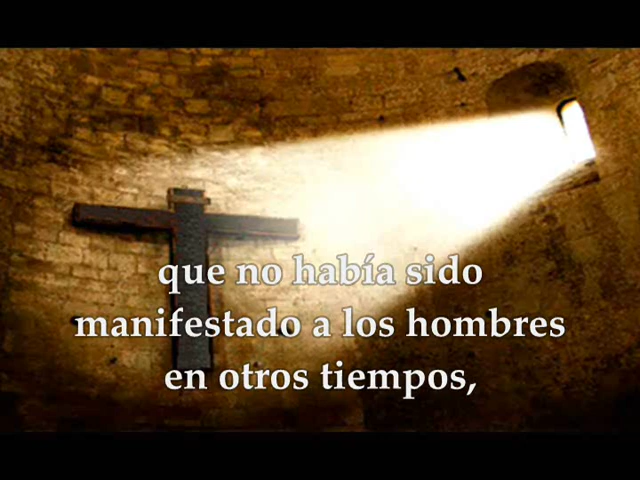 que no había sido
manifestado a los hombres
en otros tiempos,